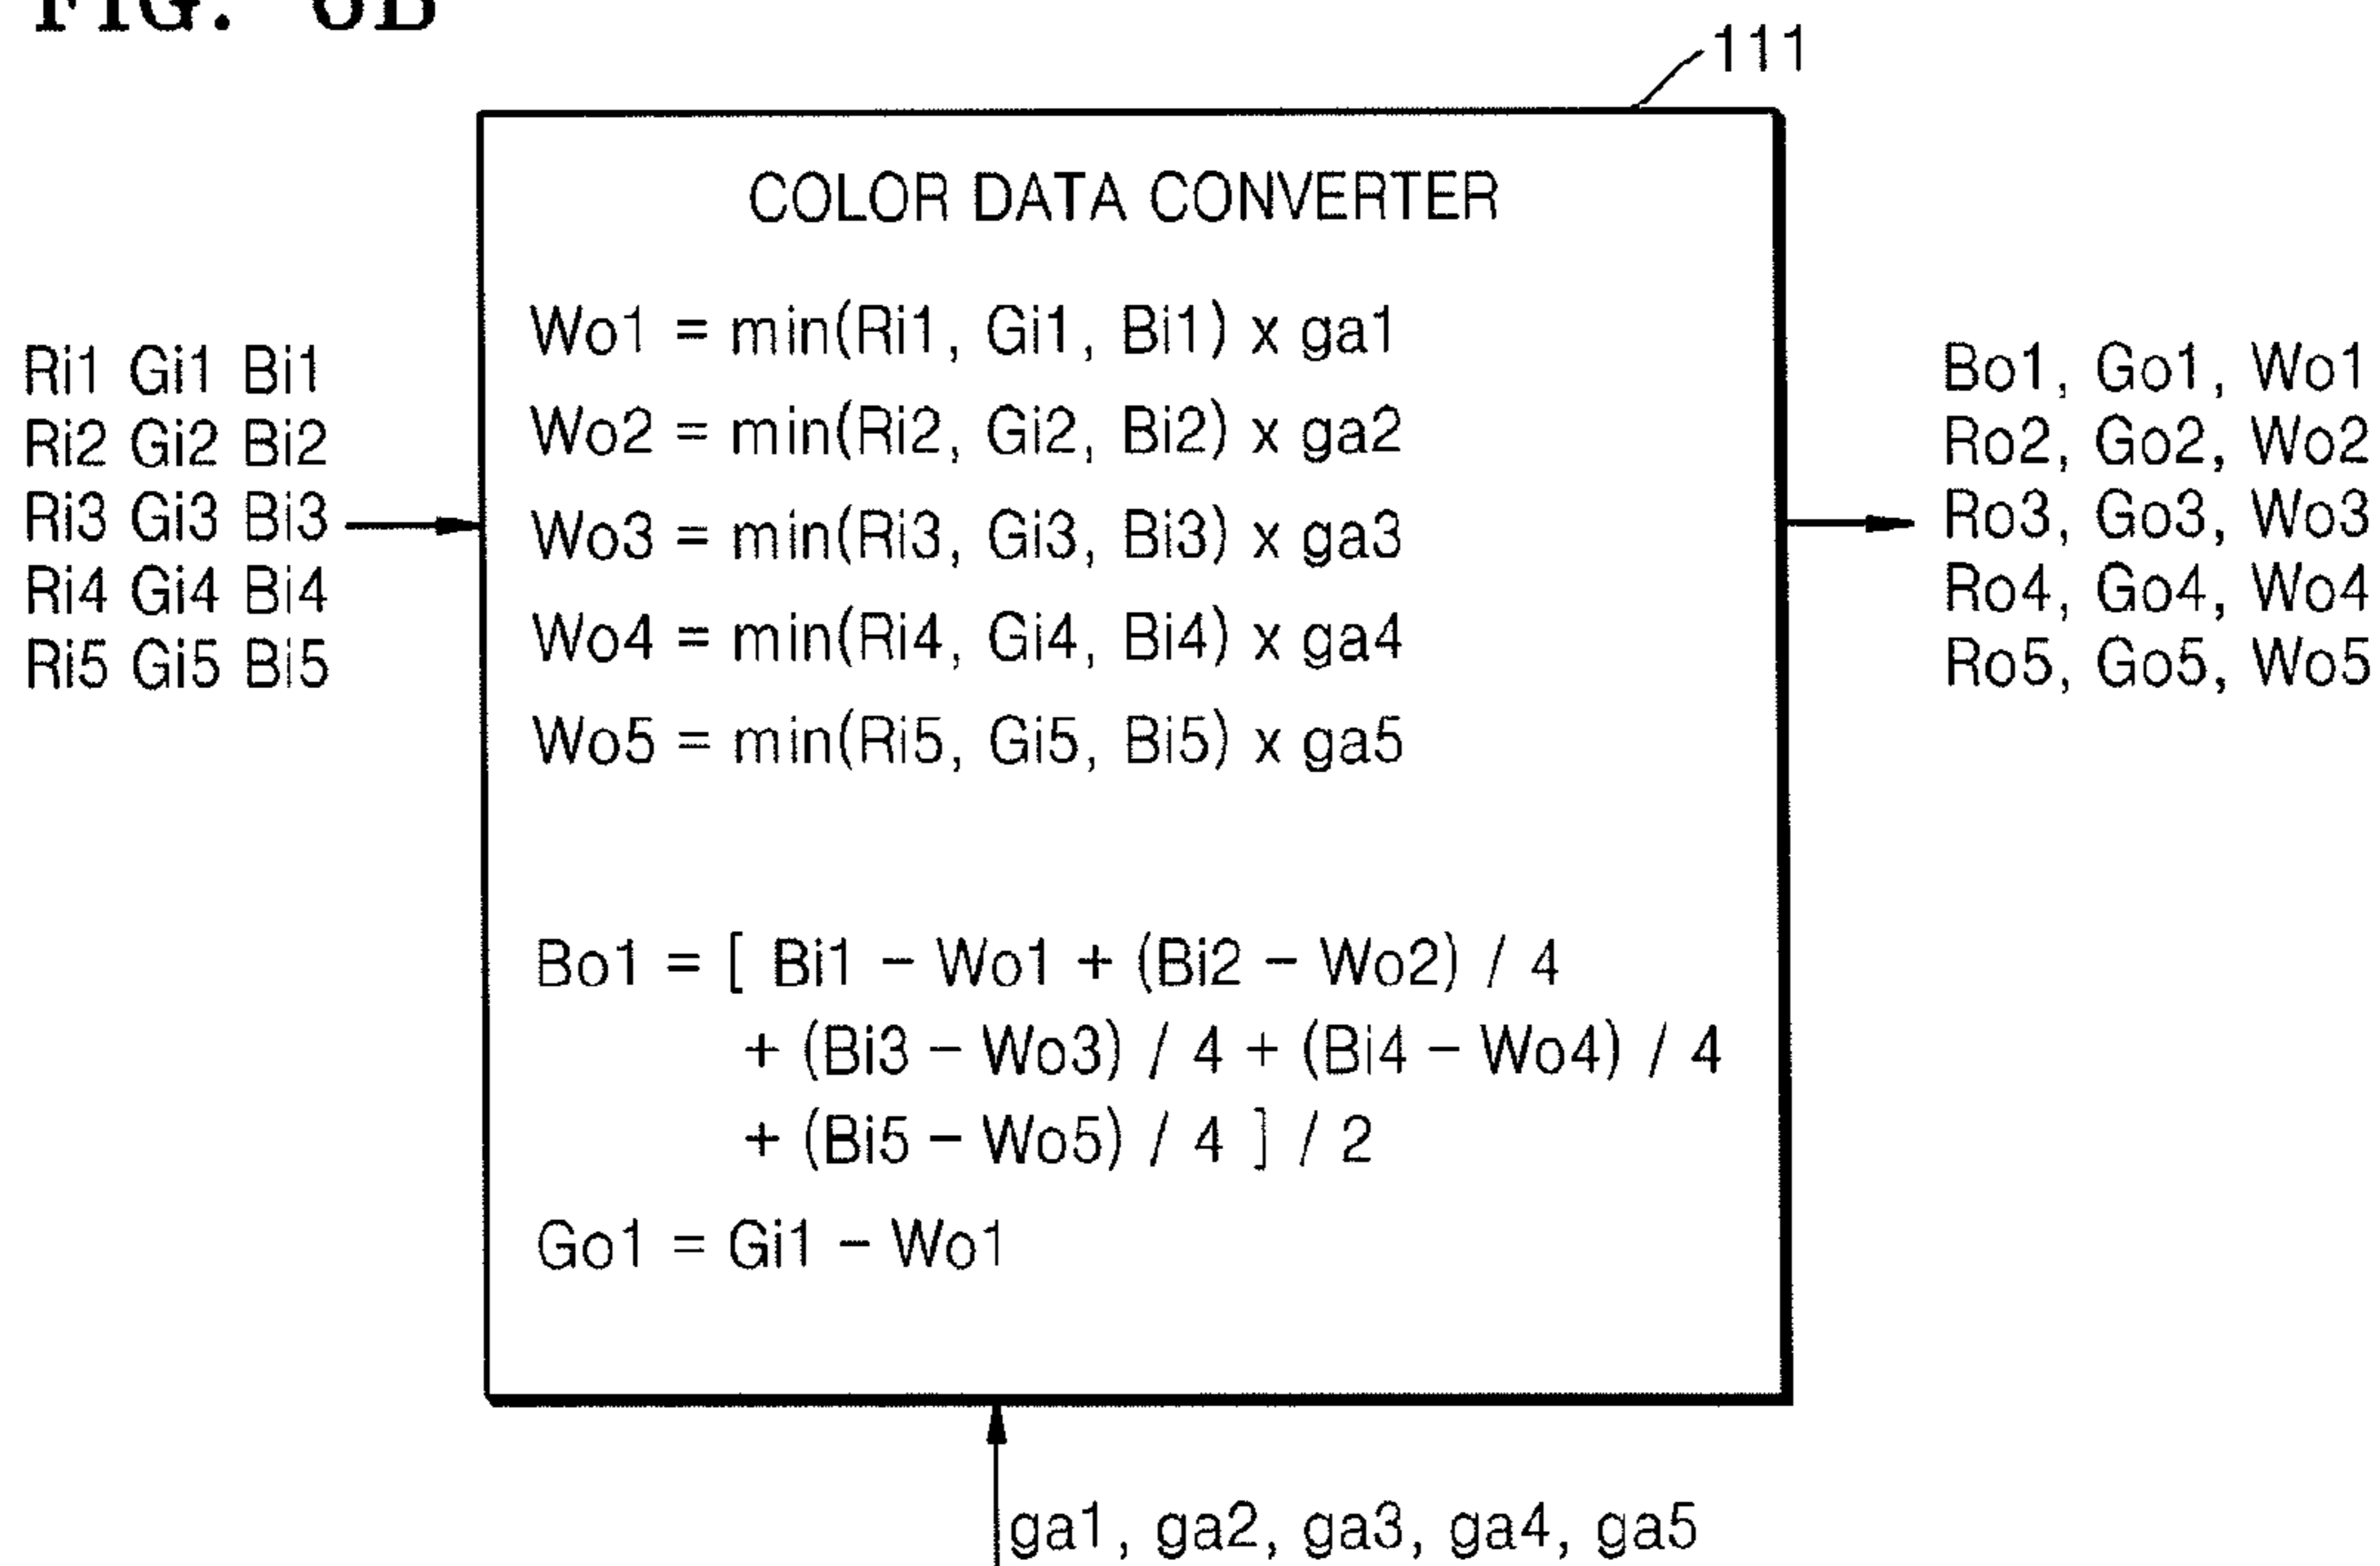 FIG.
111
COLOR DATA CONVERTER
Wo1 = min(Ri1, Gi1, Bi1) x ga1
Wo2 = min(Ri2, Gi2, Bi2) x ga2
Wo3 = min(Ri3, Gi3, Bi3) x ga3
Wo4 = min(Ri4, Gi4, Bi4) x ga4
Wo5 = min(Ri5, Gi5, Bi5) x ga5
Bo1 = [ Bi1 − Wo1 + (Bi2 − Wo2) / 4
+ (Bi3 − Wo3) / 4 + (Bi4 − Wo4) / 4
+ (Bi5 − Wo5) / 4 ] / 2
Go1 = Gi1 − Wo1
Ri1 Gi1 Bi1
Ri2 Gi2 Bi2
Ri3 Gi3 Bi3
Ri4 Gi4 Bi4
Ri5 Gi5 Bi5
Bo1, Go1, Wo1
Ro2, Go2, Wo2
Ro3, Go3, Wo3
Ro4, Go4, Wo4
Ro5, Go5, Wo5
ga1, ga2, ga3, ga4, ga5